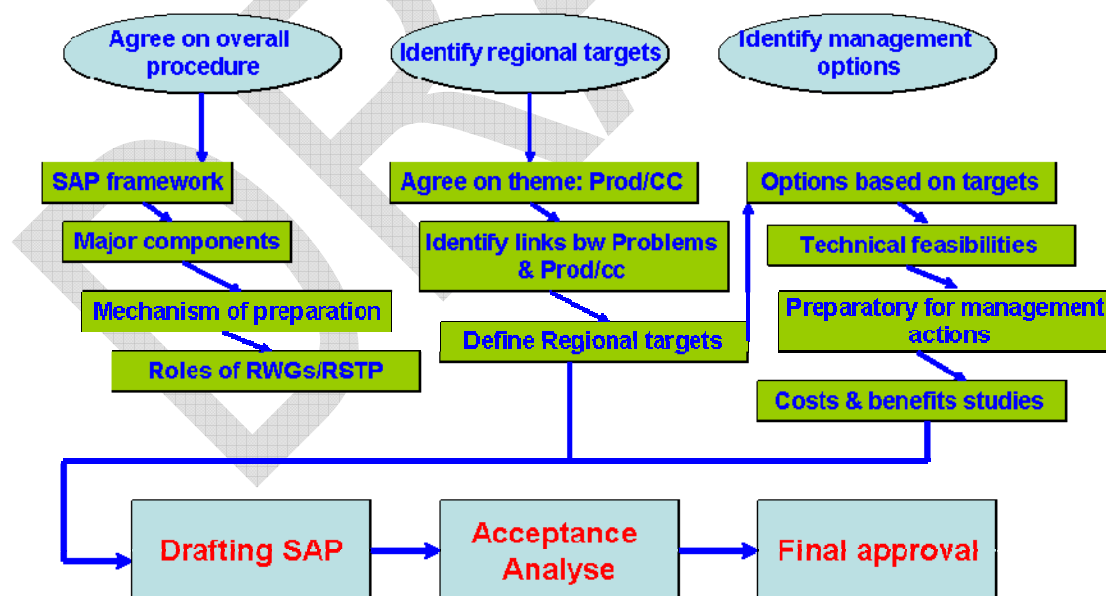 Agree on overall
procedure
Identify regional targets
Identify management
options
SAP framework
Major components
Mechanism of preparation
Roles of RWGs/RSTP
Agree on theme: Prod/CC
Identify links bw Problems
& Prod/cc
Define Regional targets
Options based on targets
Technical feasibilities
Preparatory for management
actions
Costs & benefits studies
Drafting SAP
Acceptance
Analyse
Final approval